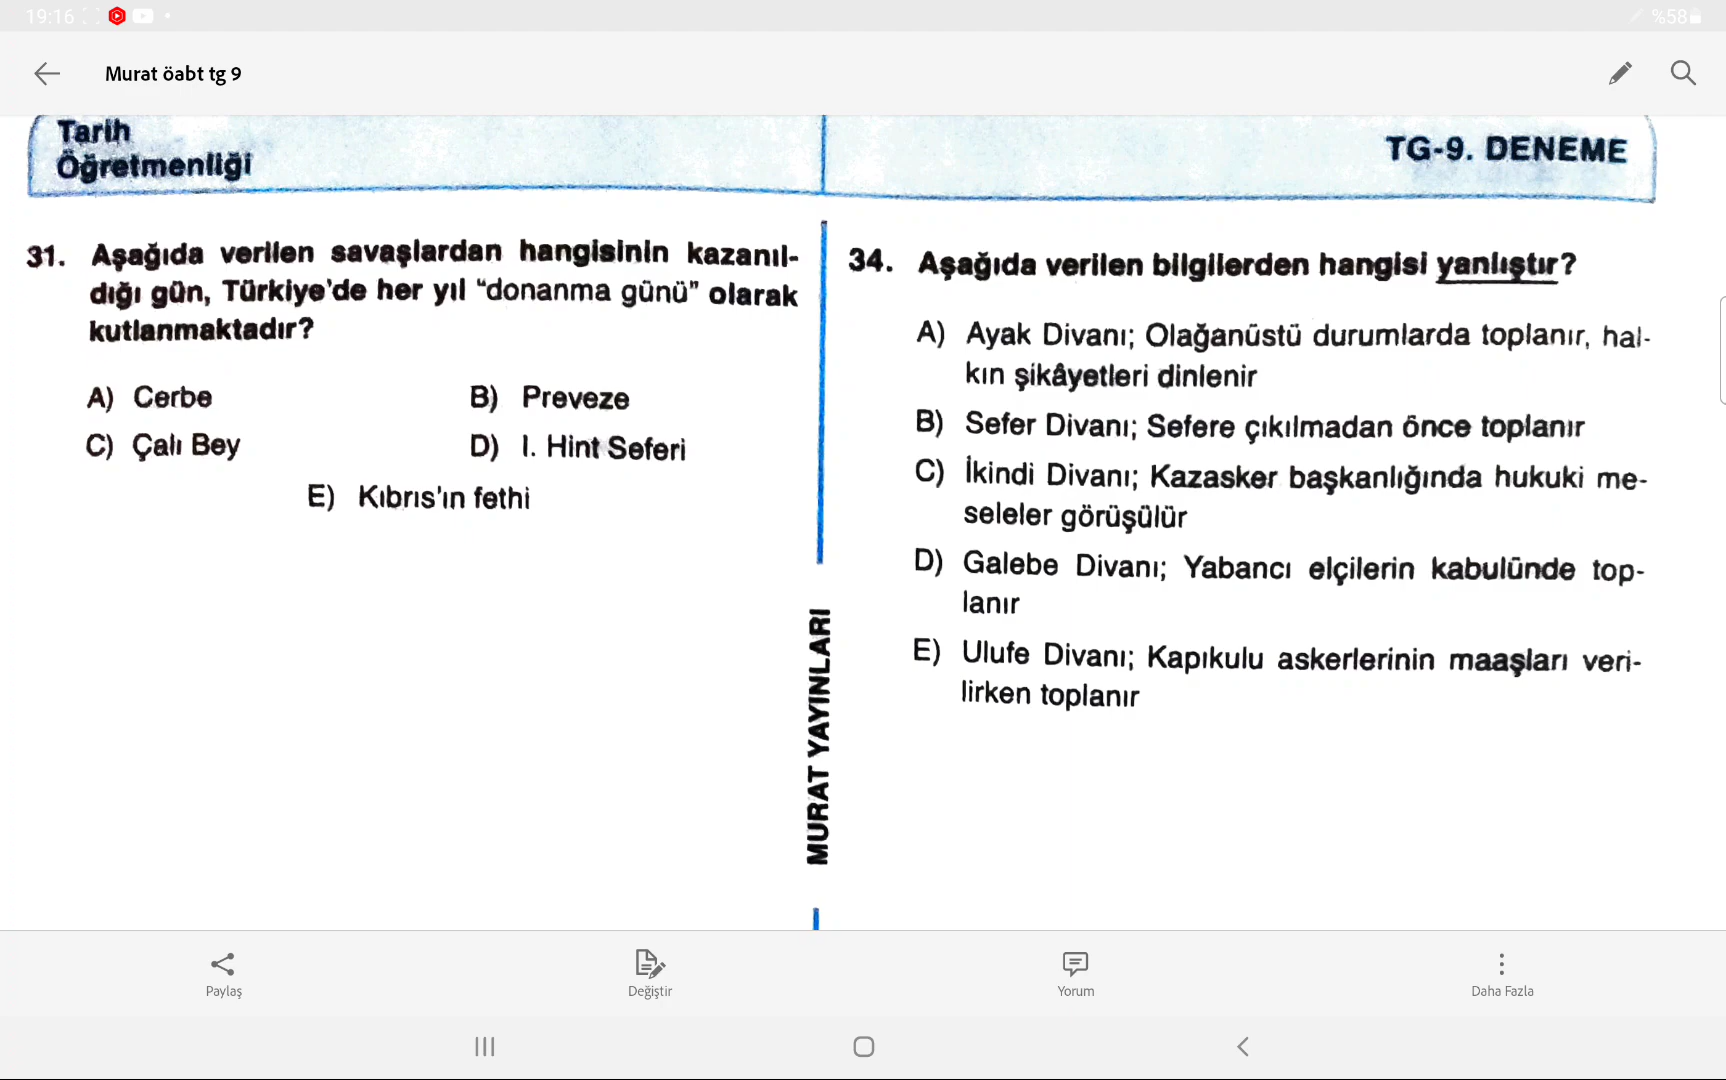 19:16
%58
Murat öabt tg 9
Tarih
Öğretmenliği
TG-9. DENEME
31. Aşağıda verilen savaşlardan hangisinin kazanıl-
dığı gün, Türkiye'de her yıl “donanma günü” olarak
kutlanmaktadır?
A) Cerbe
B) Preveze
C) Çalı Bey
D) I. Hint Seferi
E) Kıbrıs'ın fethi
MURAT YAYINLARI
34. Aşağıda verilen bilgilerden hangisi yanlıştır?
A) Ayak Divanı; Olağanüstü durumlarda toplanır, hal-
kın şikâyetleri dinlenir
B) Sefer Divanı; Sefere çıkılmadan önce toplanır
C) İkindi Divanı; Kazasker başkanlığında hukuki me-
seleler görüşülür
D) Galebe Divanı; Yabancı elçilerin kabulünde top-
lanır
E) Ulufe Divanı; Kapıkulu askerlerinin maaşları veri-
lirken toplanır
Paylaş
Değiştir
Yorum
Daha Fazla